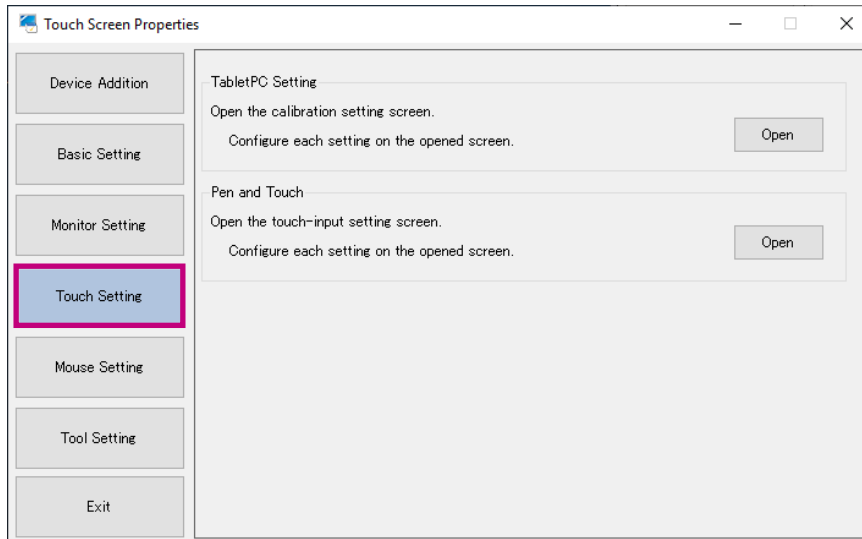 Touch Screen Properties
Device Addition
Basic Setting
Monitor Setting
Touch Setting
Mouse Setting
Tool Setting
Exit
TabletPC Setting
Open the calibration setting screen.
Configure each setting on the opened screen.
Open
Pen and Touch
Open the touch-input setting screen.
Configure each setting on the opened screen.
Open